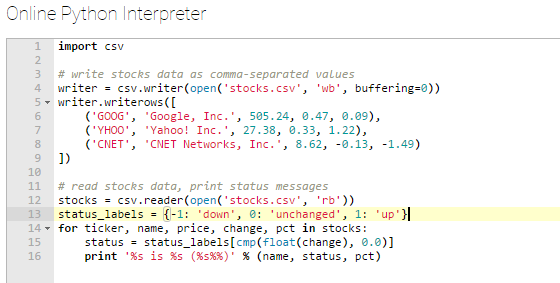 Online Python Interpreter
1 import csv
2
3 # write stocks data as comma-separated values
4 writer = csv.writer(open('stocks.csv', 'wb', buffering=0))
5 writer.writerows([
6     ('GOOG', 'Google, Inc.', 505.24, 0.47, 0.09),
7     ('YHOO', 'Yahoo! Inc.', 27.38, 0.33, 1.22),
8     ('CNET', 'CNET Networks, Inc.', 8.62, -0.13, -1.49)
9 ])
10
11 # read stocks data, print status messages
12 stocks = csv.reader(open('stocks.csv', 'rb'))
13 status_labels = {-1: 'down', 0: 'unchanged', 1: 'up'}
14 for ticker, name, price, change, pct in stocks:
15     status = status_labels[cmp(float(change), 0.0)]
16     print '%s is %s (%s%%)' % (name, status, pct)